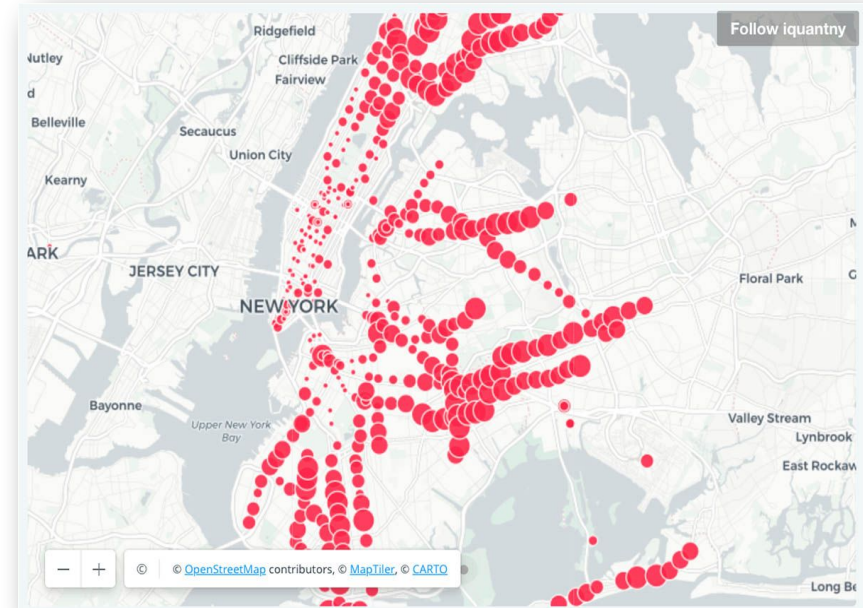 Follow iquantny
Ridgefield
Cliffside Park
Fairview
Nutley
d
Belleville
Secaucus
Union City
Kearny
ARK
JERSEY CITY
NEW YORK
Floral Park
Bayonne
Upper New York
Bay
Valley Stream
Lynbrook
East Rockaw
Long Be
− + © © OpenStreetMap contributors, © MapTiler, © CARTO